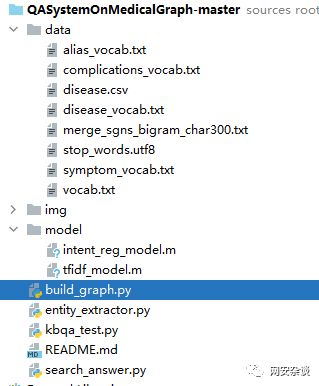 QASystemOnMedicalGraph-master sources root
data
alias_vocab.txt
complications_vocab.txt
disease.csv
disease_vocab.txt
merge_sgns_bigram_char300.txt
stop_words.utf8
symptom_vocab.txt
vocab.txt
img
model
intent_reg_model.m
tfidf_model.m
build_graph.py
entity_extractor.py
kbqa_test.py
README.md
search_answer.py
网安杂谈